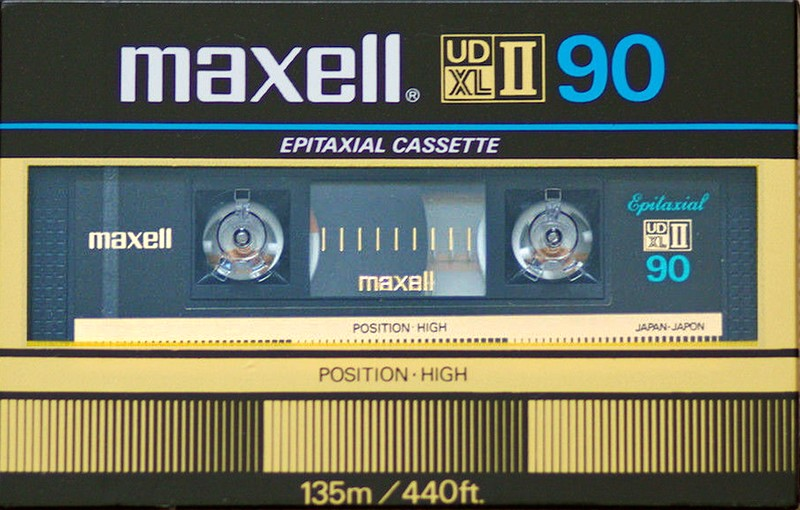 maxell® UD XL II 90
EPITAXIAL CASSETTE
maxell
maxell
Epitaxial
UD XL II
90
POSITION · HIGH
JAPAN-JAPON
POSITION · HIGH
135m / 440ft.